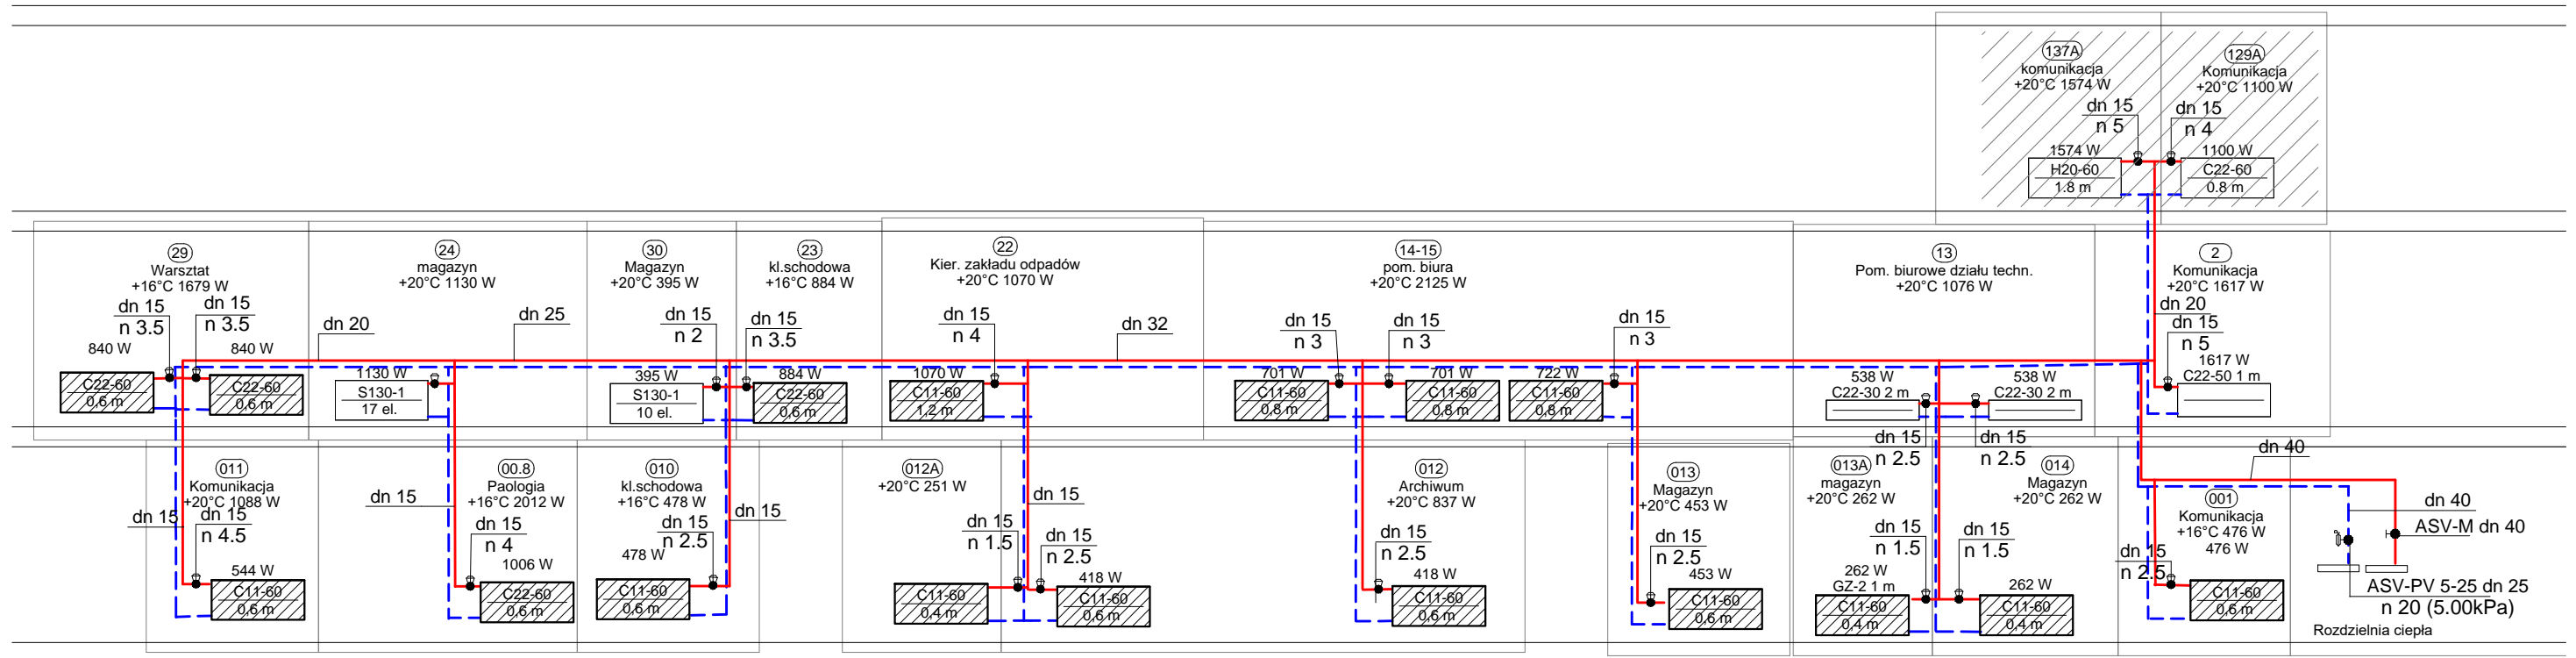 137A
komunikacja
+20°C 1574 W
dn 15
n 5
1574 W
H20-60
1.8 m
129A
Komunikacja
+20°C 1100 W
dn 15
n 4
1100 W
C22-60
0.8 m
29
Warsztat
+16°C 1679 W
dn 15
n 3.5
dn 15
n 3.5
840 W
840 W
C22-60
0,6 m
C22-60
0,6 m
dn 20
24
magazyn
+20°C 1130 W
dn 25
1130 W
S130-1
17 el.
30
Magazyn
+20°C 395 W
dn 15
n 2
395 W
S130-1
10 el.
23
kl.schodowa
+16°C 884 W
dn 15
n 3.5
884 W
C22-60
0,6 m
22
Kier. zakładu odpadów
+20°C 1070 W
dn 15
n 4
dn 32
1070 W
C11-60
1,2 m
14-15
pom. biura
+20°C 2125 W
dn 15
n 3
dn 15
n 3
dn 15
n 3
701 W
C11-60
0,8 m
701 W
C11-60
0,8 m
722 W
C11-60
0,8 m
13
Pom. biurowe działu techn.
+20°C 1076 W
538 W
C22-30 2 m
538 W
C22-30 2 m
dn 15
n 2.5
dn 15
n 2.5
2
Komunikacja
+20°C 1617 W
dn 20
dn 15
n 5
1617 W
C22-50 1 m
011
Komunikacja
+20°C 1088 W
dn 15
dn 15
n 4.5
544 W
C11-60
0,6 m
00.8
Paologia
+16°C 2012 W
dn 15
dn 15
n 4
1006 W
C22-60
0,6 m
010
kl.schodowa
+16°C 478 W
dn 15
n 2.5
dn 15
478 W
C11-60
0,6 m
012A
+20°C 251 W
dn 15
dn 15
n 1.5
dn 15
n 2.5
C11-60
0,4 m
418 W
C11-60
0,6 m
012
Archiwum
+20°C 837 W
dn 15
n 2.5
418 W
C11-60
0,6 m
013
Magazyn
+20°C 453 W
dn 15
n 2.5
453 W
C11-60
0,6 m
013A
magazyn
+20°C 262 W
dn 15
n 1.5
262 W
GZ-2 1 m
C11-60
0,4 m
014
Magazyn
+20°C 262 W
dn 15
n 1.5
262 W
C11-60
0,4 m
dn 40
001
Komunikacja
+16°C 476 W
476 W
dn 15
n 2.5
C11-60
0,6 m
dn 40
ASV-M dn 40
ASV-PV 5-25 dn 25
n 20 (5.00kPa)
Rozdzielnia ciepła